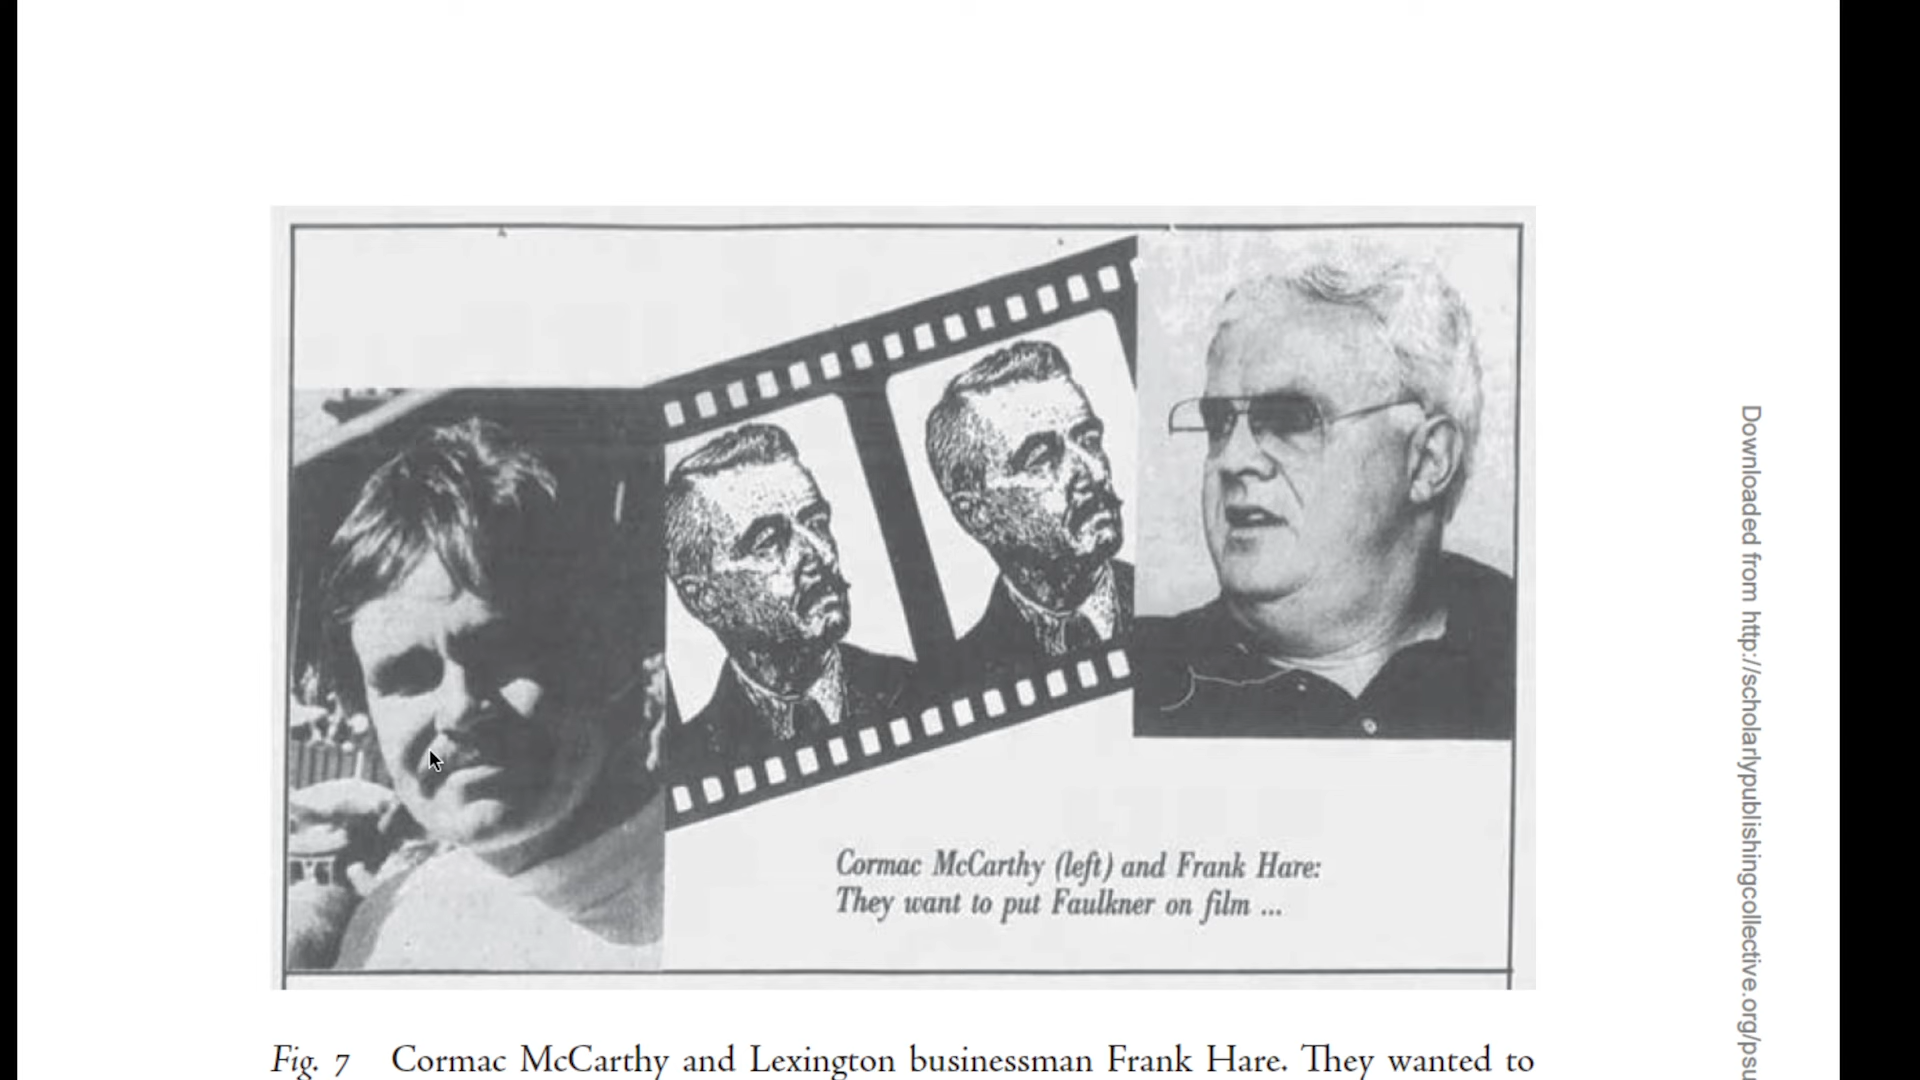 Cormac McCarthy (left) and Frank Hare:
They want to put Faulkner on film ...
Fig. 7 Cormac McCarthy and Lexington businessman Frank Hare. They wanted to
Downloaded from http://scholarlypublishingcollective.org/psu